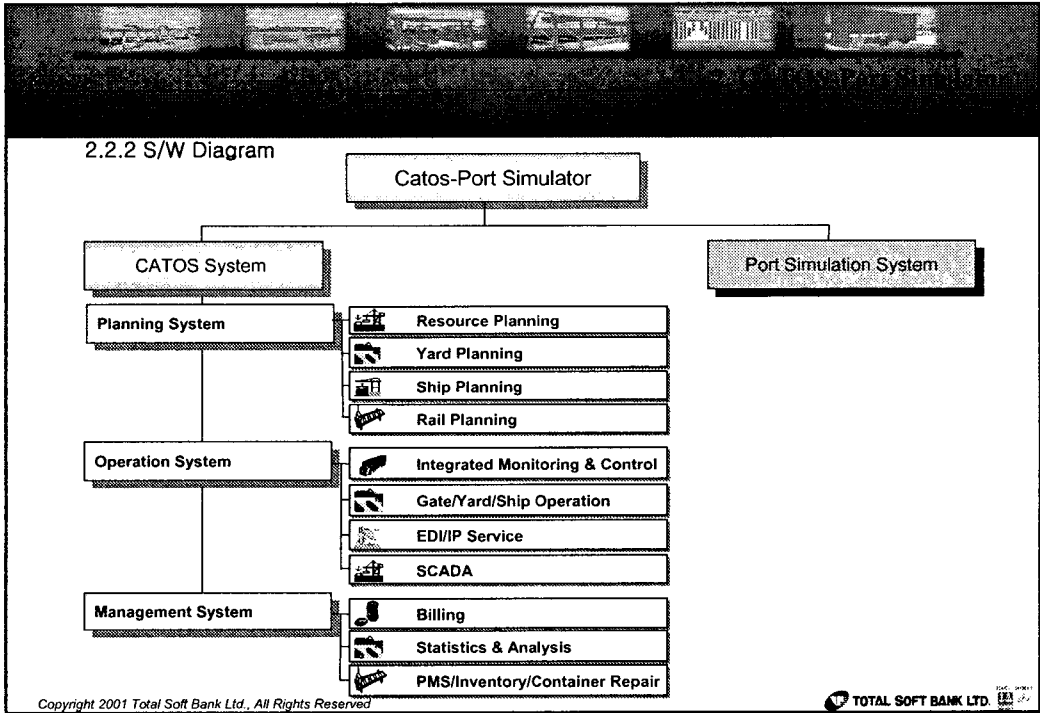 2.2.2 S/W Diagram
Catos-Port Simulator
CATOS System
Port Simulation System
Planning System
Resource Planning
Yard Planning
Ship Planning
Rail Planning
Operation System
Integrated Monitoring & Control
Gate/Yard/Ship Operation
EDI/IP Service
SCADA
Management System
Billing
Statistics & Analysis
PMS/Inventory/Container Repair
Copyright 2001 Total Soft Bank Ltd., All Rights Reserved
TOTAL SOFT BANK LTD.